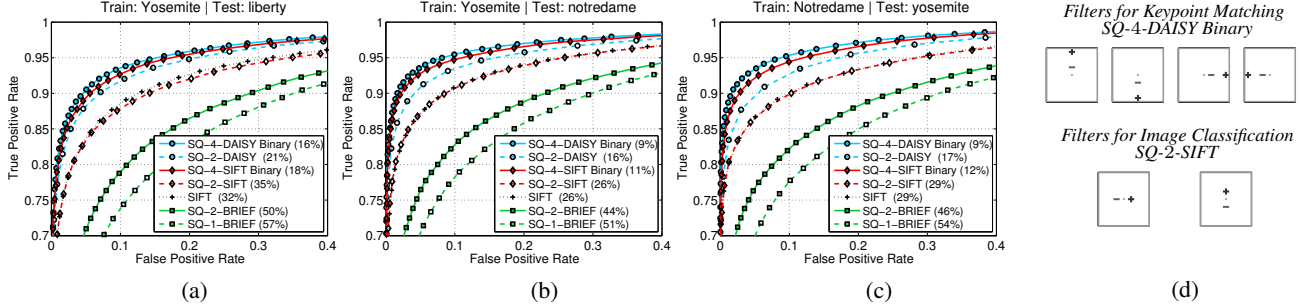 Train: Yosemite | Test: liberty
True Positive Rate
1
0.95
0.9
0.85
0.8
0.75
0.7
SQ−4−DAISY Binary (16%)
SQ−2−DAISY (21%)
SQ−4−SIFT Binary (18%)
SQ−2−SIFT (35%)
SIFT (32%)
SQ−2−BRIEF (50%)
SQ−1−BRIEF (57%)
0 0.1 0.2 0.3 0.4
False Positive Rate
(a)
Train: Yosemite | Test: notredame
True Positive Rate
1
0.95
0.9
0.85
0.8
0.75
0.7
SQ−4−DAISY Binary (9%)
SQ−2−DAISY (16%)
SQ−4−SIFT Binary (11%)
SQ−2−SIFT (26%)
SIFT (26%)
SQ−2−BRIEF (44%)
SQ−1−BRIEF (51%)
0 0.1 0.2 0.3 0.4
False Positive Rate
(b)
Train: Notredame | Test: yosemite
True Positive Rate
1
0.95
0.9
0.85
0.8
0.75
0.7
SQ−4−DAISY Binary (9%)
SQ−2−DAISY (17%)
SQ−4−SIFT Binary (12%)
SQ−2−SIFT (29%)
SIFT (29%)
SQ−2−BRIEF (46%)
SQ−1−BRIEF (54%)
0 0.1 0.2 0.3 0.4
False Positive Rate
(c)
Filters for Keypoint Matching
SQ-4-DAISY Binary
Filters for Image Classification
SQ-2-SIFT
(d)